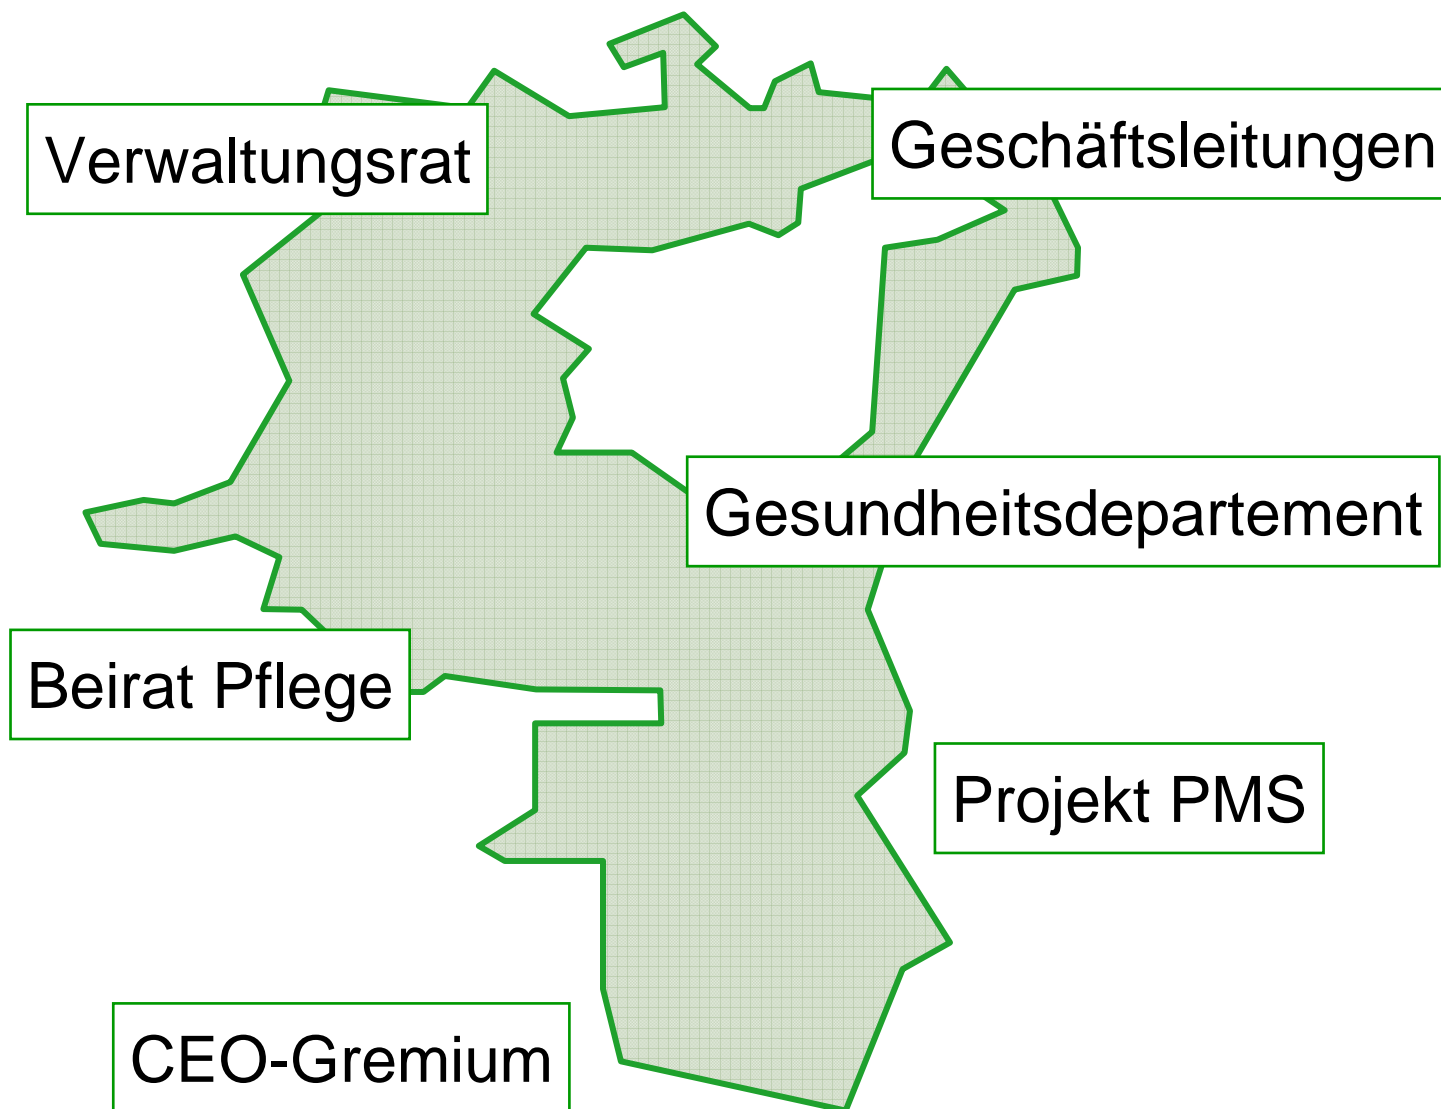 Verwaltungsrat
Geschäftsleitungen
Gesundheitsdepartement
Beirat Pflege
Projekt PMS
CEO-Gremium